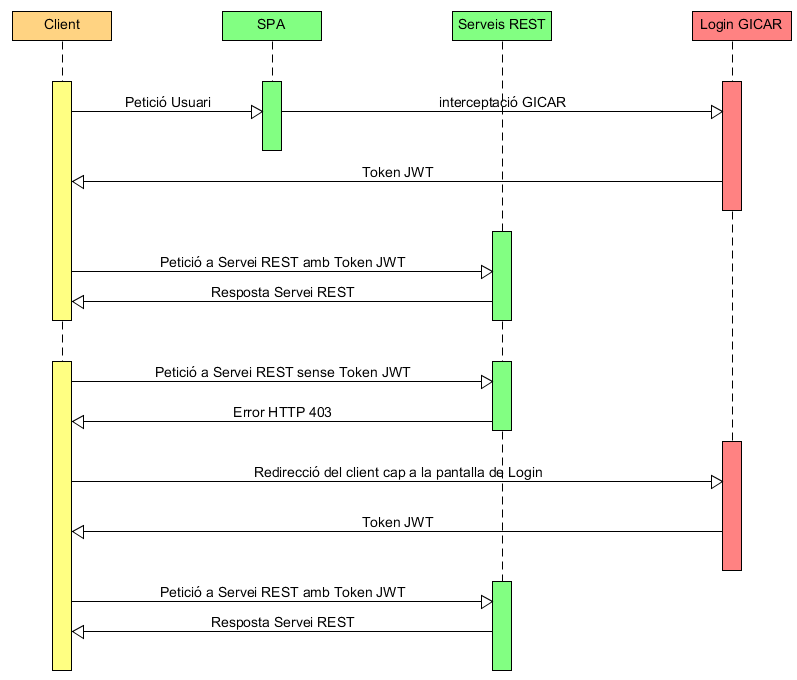 Client
SPA
Serveis REST
Login GICAR
Petició Usuari
interceptació GICAR
Token JWT
Petició a Servei REST amb Token JWT
Resposta Servei REST
Petició a Servei REST sense Token JWT
Error HTTP 403
Redirecció del client cap a la pantalla de Login
Token JWT
Petició a Servei REST amb Token JWT
Resposta Servei REST